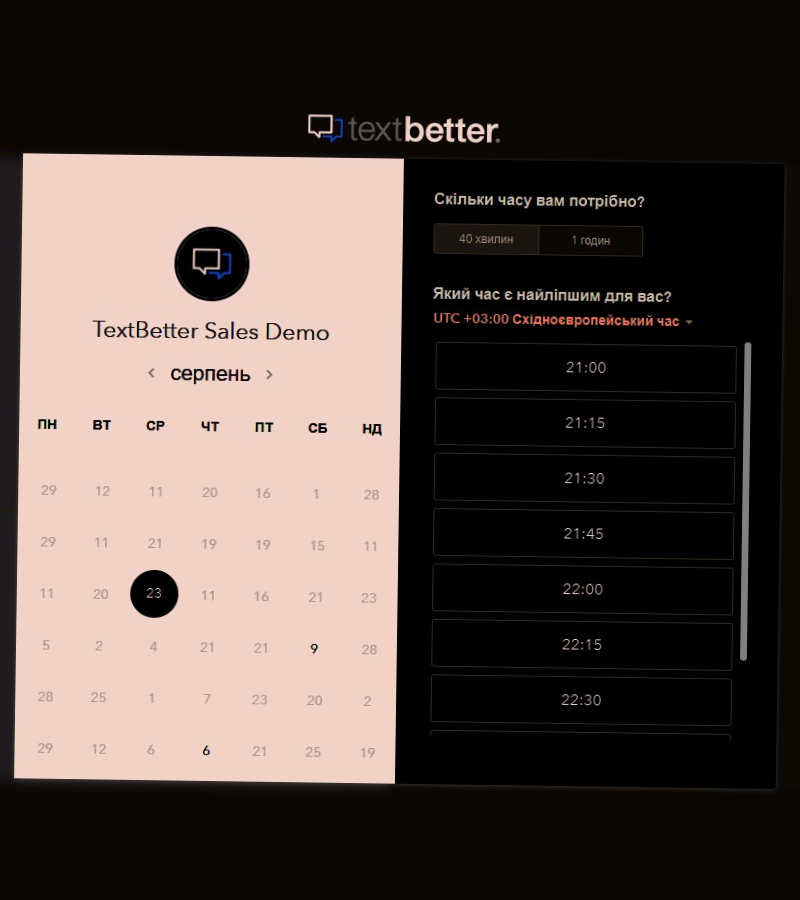 textbetter.
TextBetter Sales Demo
серпень
ПН ВТ СР ЧТ ПТ СБ НД
29 12 11 20 16 1 28
29 11 21 19 19 15 11
11 20 23 11 16 21 23
5 2 4 21 21 9 28
28 25 1 7 23 20 2
29 12 6 6 21 25 19
Скільки часу вам потрібно?
40 хвилин 1 годин
Який час є найліпшим для вас?
UTC +03:00 Східноєвропейський час
21:00
21:15
21:30
21:45
22:00
22:15
22:30